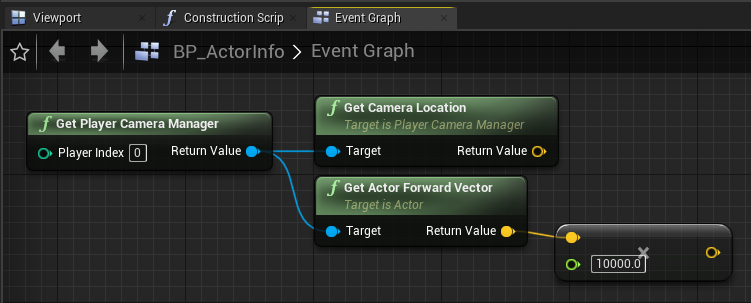 Viewport
Construction Scrip
Event Graph
BP_ActorInfo > Event Graph
Get Player Camera Manager
Player Index 0 Return Value
Get Camera Location
Target is Player Camera Manager
Target Return Value
Get Actor Forward Vector
Target is Actor
Target Return Value
10000.0